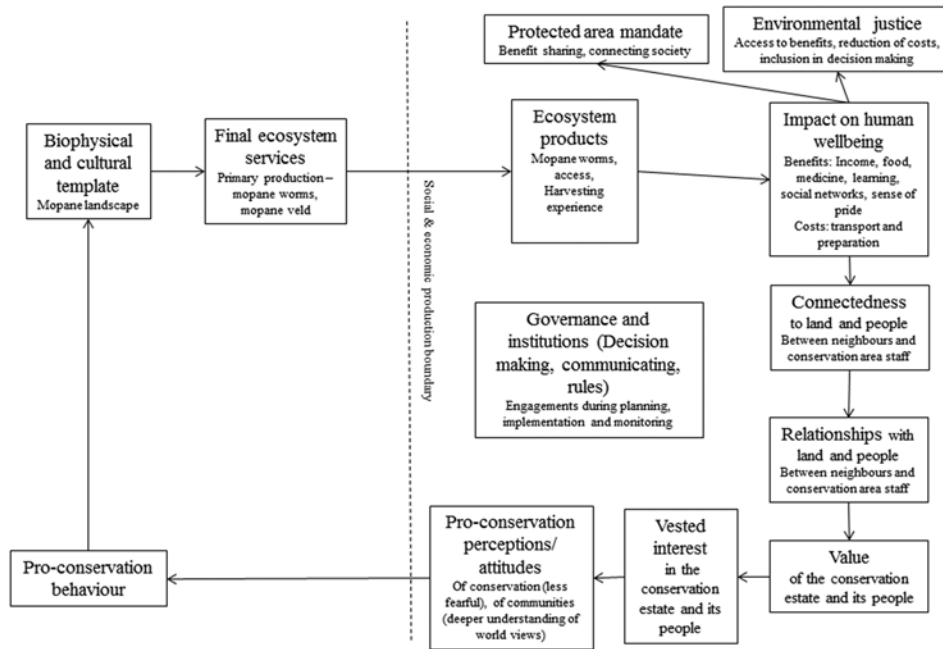 Protected area mandate
Benefit sharing, connecting society
Environmental justice
Access to benefits, reduction of costs,
inclusion in decision making
Biophysical
and cultural
template
Mopane landscape
Final ecosystem
services
Primary production–
mopane worms,
mopane veld
Social & economic production boundary
Ecosystem
products
Mopane worms,
access,
Harvesting
experience
Impact on human
wellbeing
Benefits: Income, food,
medicine, learning,
social networks, sense of
pride
Costs: transport and
preparation
Connectedness
to land and people
Between neighbours and
conservation area staff
Governance and
institutions (Decision
making, communicating,
rules)
Engagements during planning,
implementation and monitoring
Relationships with
land and people
Between neighbours and
conservation area staff
Value
of the conservation
estate and its people
Vested
interest
in the
conservation
estate and its
people
Pro-conservation
perceptions/
attitudes
Of conservation (less
fearful), of communities
(deeper understanding of
world views)
Pro-conservation
behaviour